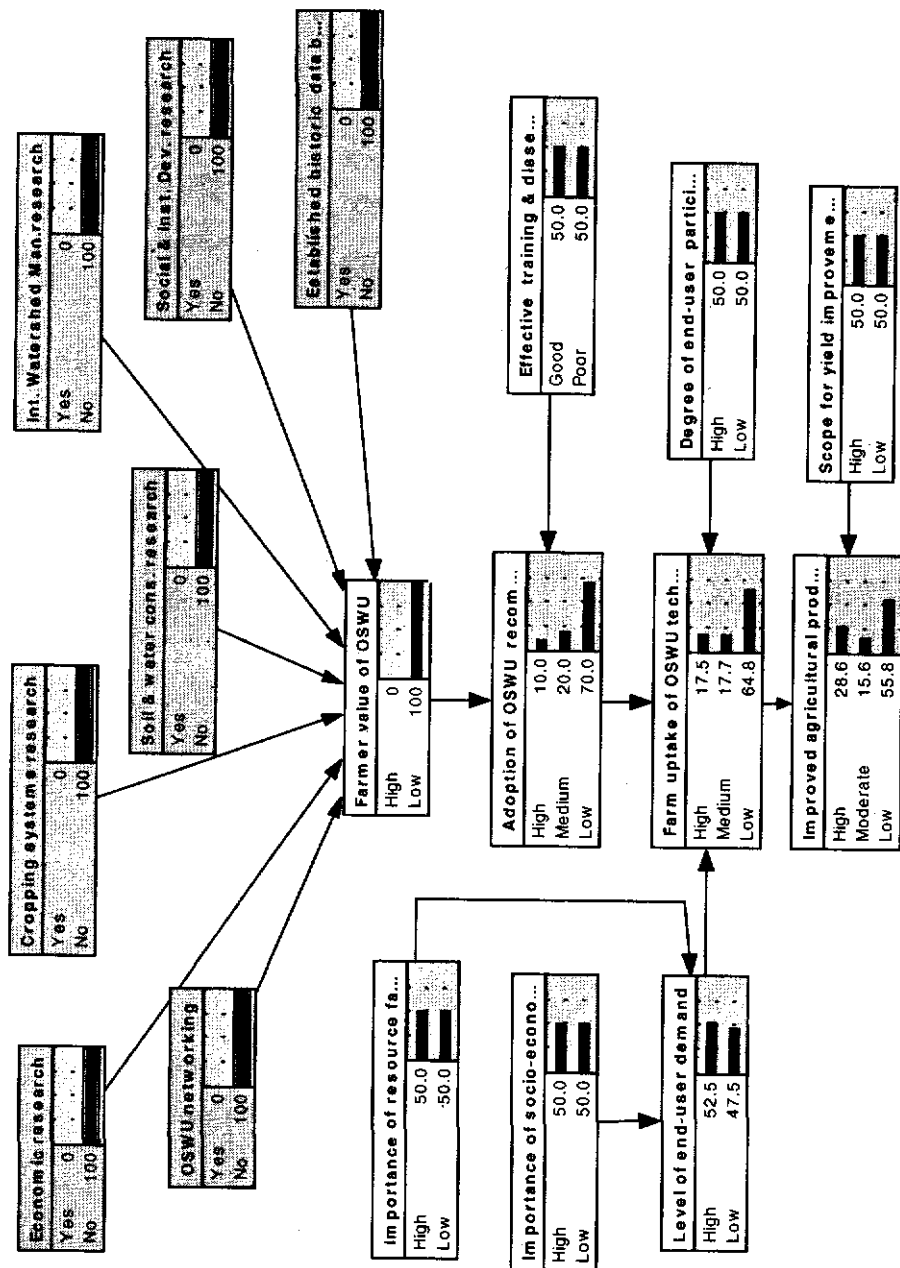 Economic research
Yes 0
No 100
OSWU networking
Yes 0
No 100
Cropping systems research
Yes 0
No 100
Soil & water cons. research
Yes 0
No 100
Int. Watershed Man. research
Yes 0
No 100
Social & Inst. Dev. research
Yes 0
No 100
Established historic data b...
Yes 0
No 100
Farmer value of OSWU
High 0
Low 100
Importance of resource fa...
High 50.0
Low 50.0
Importance of socio-econo...
High 50.0
Low 50.0
Level of end-user demand
High 52.5
Low 47.5
Adoption of OSWU recom...
High 10.0
Medium 20.0
Low 70.0
Effective training & disse...
Good 50.0
Poor 50.0
Farm uptake of OSWU tech...
High 17.5
Medium 17.7
Low 64.8
Degree of end-user partici...
High 50.0
Low 50.0
Improved agricultural prod...
High 28.6
Moderate 15.6
Low 55.8
Scope for yield improveme...
High 50.0
Low 50.0